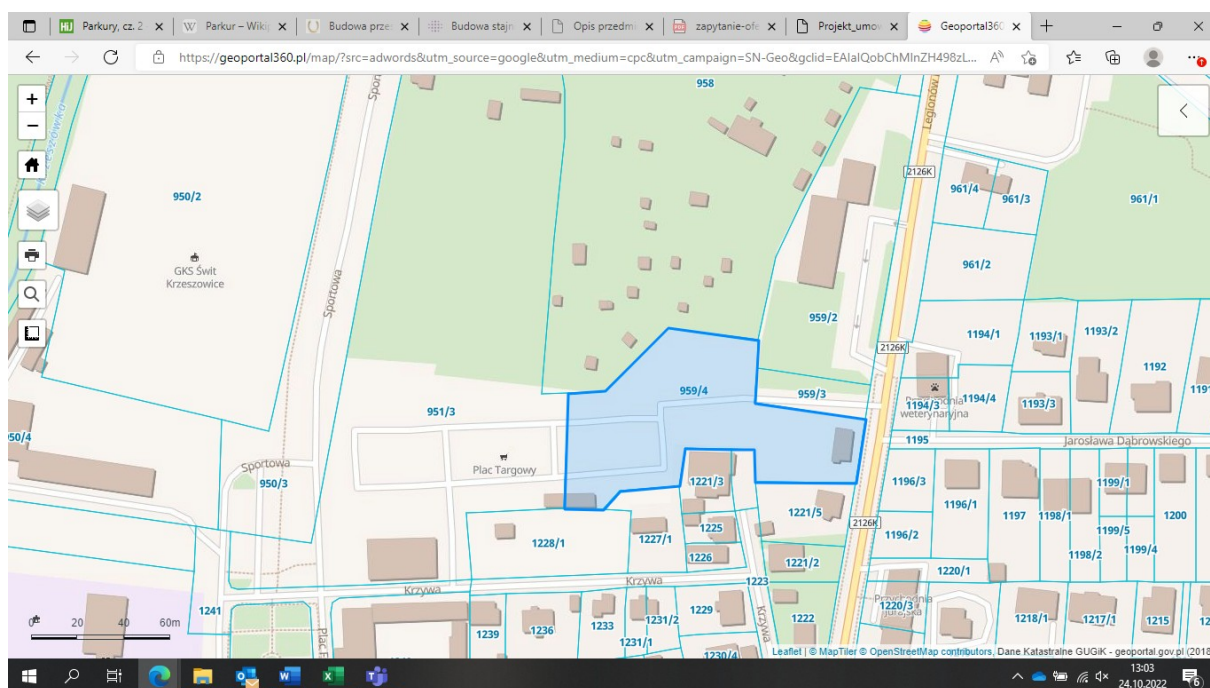 Parkury, cz. 2
Parkur – Wikip
Budowa prze
Budowa stajn
Opis przedmi
zapytanie-ofe
Projekt_umow
Geoportal360
https://geoportal360.pl/map/?src=adwords&utm_source=google&utm_medium=cpc&utm_campaign=SN-Geo&gclid=EAIaIQobChMInZH498zL...
958
Legionów
2126K
961/4
961/3
961/1
950/2
GKS Świt
Krzeszowice
Sportowa
961/2
959/2
1194/1
1193/1
1193/2
2126K
1192
959/4
959/3
1194/3
1194/4
1193/3
weterynaryjna
951/3
1195
Jarosława Dąbrowskiego
50/4
Plac Targowy
Sportowa
950/3
1221/3
1196/3
1199/1
1221/5
1196/1
1197
1198/1
1200
2126K
1225
1196/2
1199/5
1228/1
1227/1
1226
1221/2
1198/2
1199/4
1220/1
Krzywa
1223
Krzywa
1241
1220/3
1239
1236
1233
1231/2
1229
Krzywa
1222
1218/1
1217/1
1215
1231/1
1230/4
0
20
40
60m
Leaflet | © MapTiler © OpenStreetMap contributors, Dane Katastralne GUGiK - geoportal.gov.pl (2018
13:03
24.10.2022